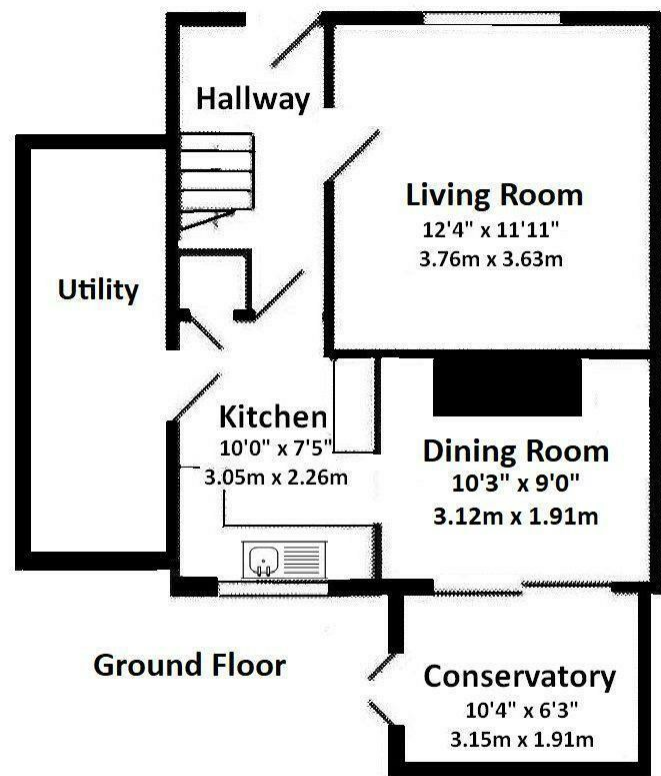 Hallway
Living Room
12'4" x 11'11"
3.76m x 3.63m
Utility
Kitchen
10'0" x 7'5"
3.05m x 2.26m
Dining Room
10'3" x 9'0"
3.12m x 1.91m
Ground Floor
Conservatory
10'4" x 6'3"
3.15m x 1.91m